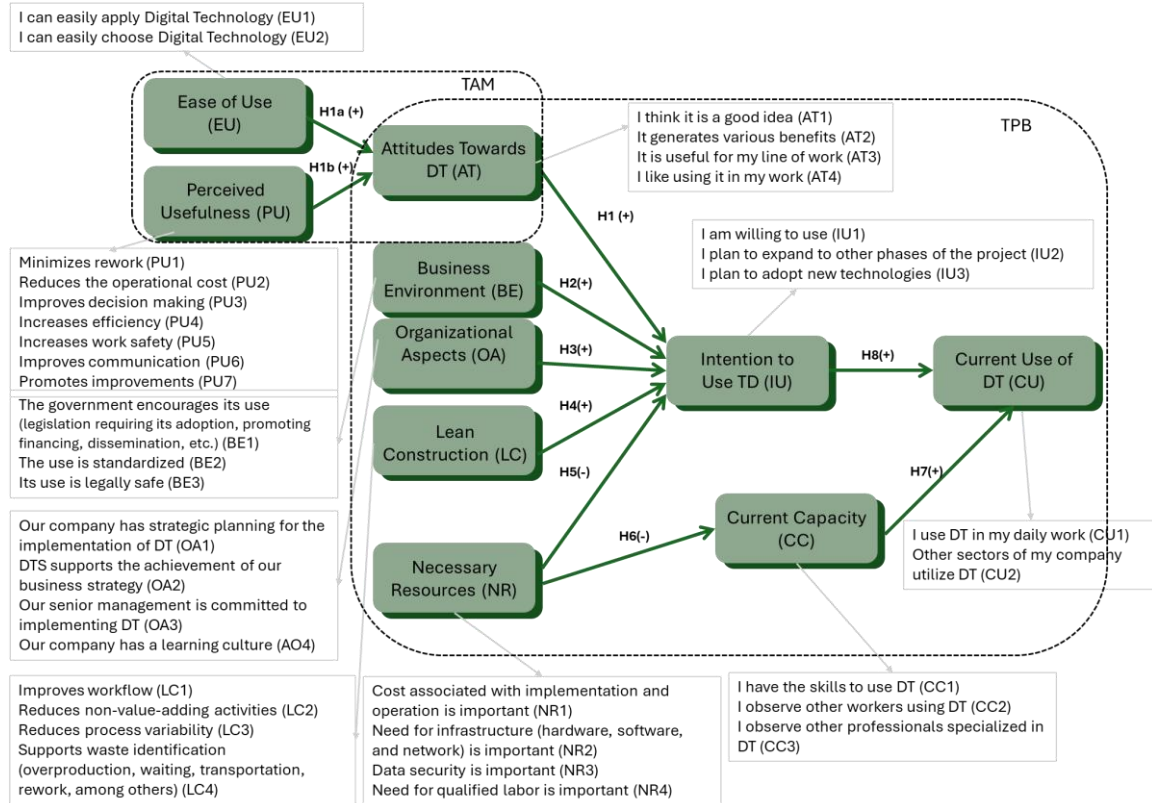 I can easily apply Digital Technology (EU1)
I can easily choose Digital Technology (EU2)
TAM
TPB
Ease of Use
(EU)
H1a (+)
Perceived
Usefulness (PU)
H1b (+)
Attitudes Towards
DT (AT)
I think it is a good idea (AT1)
It generates various benefits (AT2)
It is useful for my line of work (AT3)
I like using it in my work (AT4)
H1 (+)
I am willing to use (IU1)
I plan to expand to other phases of the project (IU2)
I plan to adopt new technologies (IU3)
Minimizes rework (PU1)
Reduces the operational cost (PU2)
Improves decision making (PU3)
Increases efficiency (PU4)
Increases work safety (PU5)
Improves communication (PU6)
Promotes improvements (PU7)
Business
Environment (BE)
H2(+)
Organizational
Aspects (OA)
H3(+)
Lean
Construction (LC)
H4(+)
H5(-)
Intention to
Use TD (IU)
H8(+)
Current Use of
DT (CU)
The government encourages its use
(legislation requiring its adoption, promoting
financing, dissemination, etc.) (BE1)
The use is standardized (BE2)
Its use is legally safe (BE3)
H7(+)
Current Capacity
(CC)
H6(-)
Necessary
Resources (NR)
I use DT in my daily work (CU1)
Other sectors of my company
utilize DT (CU2)
Our company has strategic planning for the
implementation of DT (OA1)
DTS supports the achievement of our
business strategy (OA2)
Our senior management is committed to
implementing DT (OA3)
Our company has a learning culture (AO4)
Improves workflow (LC1)
Reduces non-value-adding activities (LC2)
Reduces process variability (LC3)
Supports waste identification
(overproduction, waiting, transportation,
rework, among others) (LC4)
Cost associated with implementation and
operation is important (NR1)
Need for infrastructure (hardware, software,
and network) is important (NR2)
Data security is important (NR3)
Need for qualified labor is important (NR4)
I have the skills to use DT (CC1)
I observe other workers using DT (CC2)
I observe other professionals specialized in
DT (CC3)